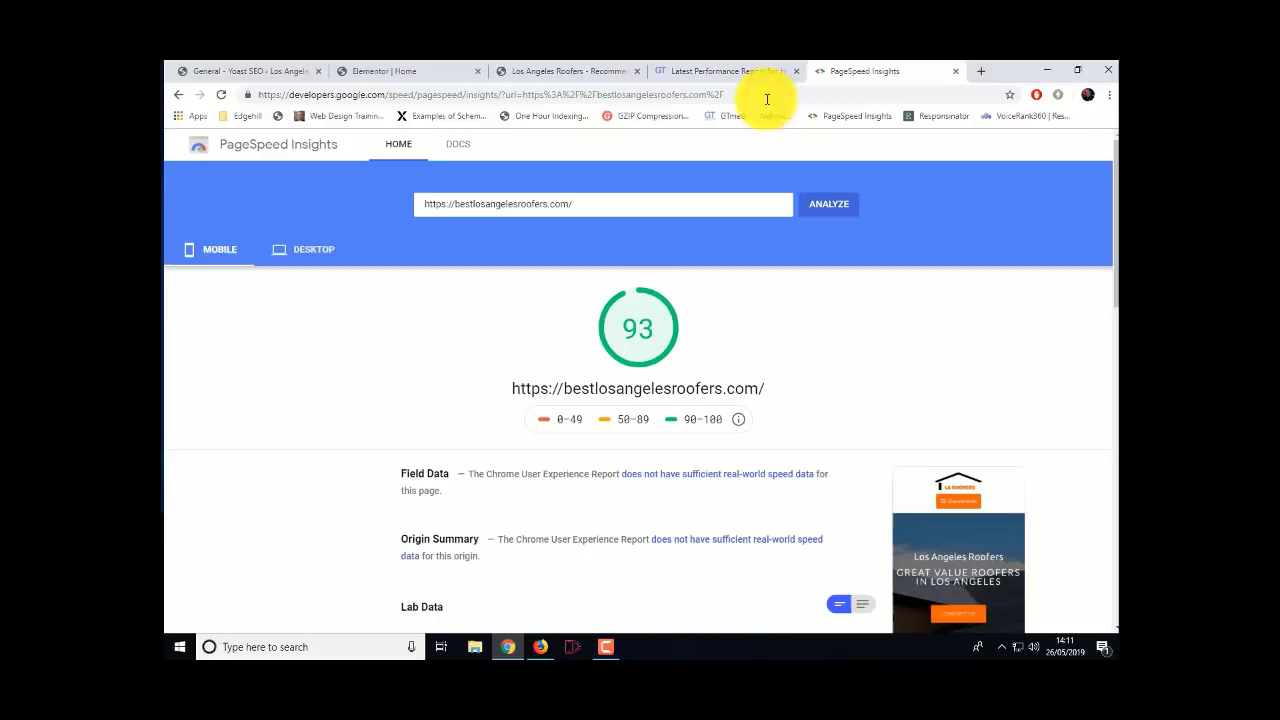 General - Yoast SEO ‹ Los Angele
Elementor | Home
Los Angeles Roofers - Recomme
GT
Latest Performance Report for h
PageSpeed Insights
https://developers.google.com/speed/pagespeed/insights/?url=https%3A%2F%2Fbestlosangelesroofers.com%2F
Apps
Edgehill
Web Design Training...
Examples of Schem...
One Hour Indexing...
GZIP Compression...
GT
PageSpeed Insights
Responsinator
VoiceRank360 | Res...
PageSpeed Insights
HOME
DOCS
https://bestlosangelesroofers.com/
ANALYZE
MOBILE
DESKTOP
93
https://bestlosangelesroofers.com/
0–49
50–89
90–100
Field Data — The Chrome User Experience Report does not have sufficient real-world speed data for
this page.
Origin Summary — The Chrome User Experience Report does not have sufficient real-world speed
data for this origin.
Lab Data
LA ROOFERS
Los Angeles Roofers
GREAT VALUE ROOFERS
IN LOS ANGELES
Type here to search
14:11
26/05/2019
1